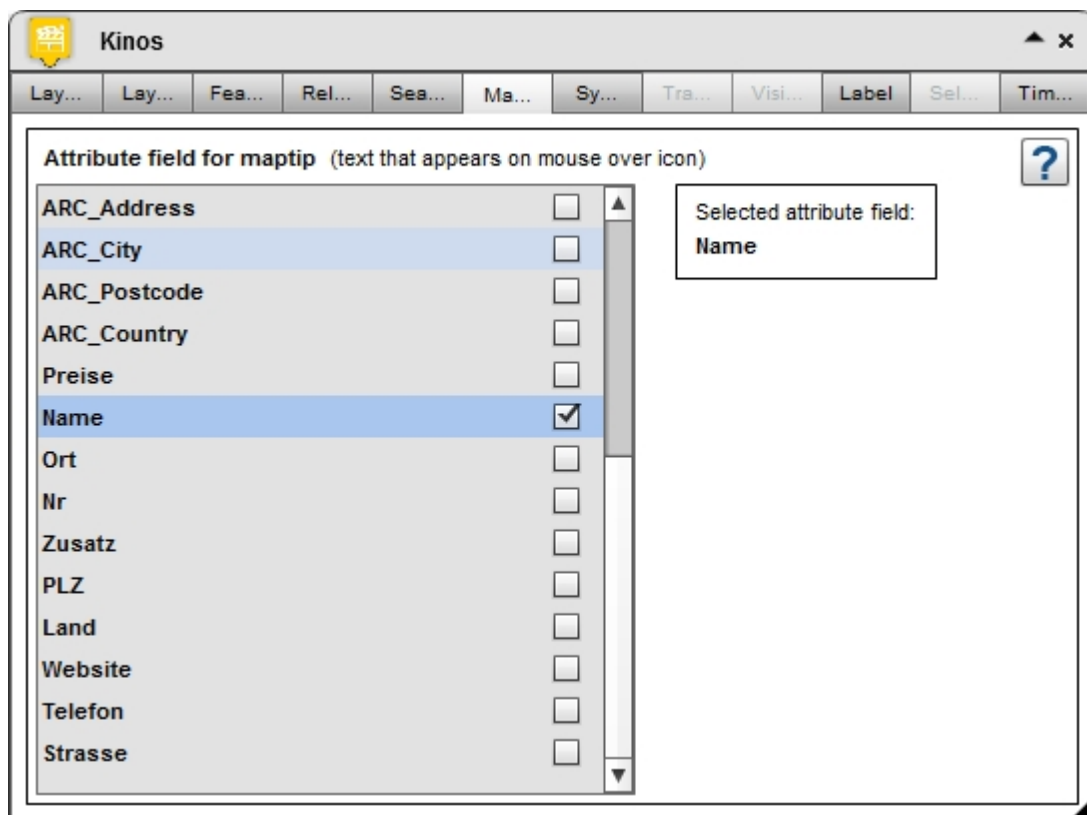 Kinos
Lay... Lay... Fea... Rel... Sea... Ma... Sy... Tra... Visi... Label Sel... Tim...
Attribute field for maptip (text that appears on mouse over icon)
?
ARC_Address
Selected attribute field:
ARC_City
Name
ARC_Postcode
ARC_Country
Preise
Name
Ort
Nr
Zusatz
PLZ
Land
Website
Telefon
Strasse